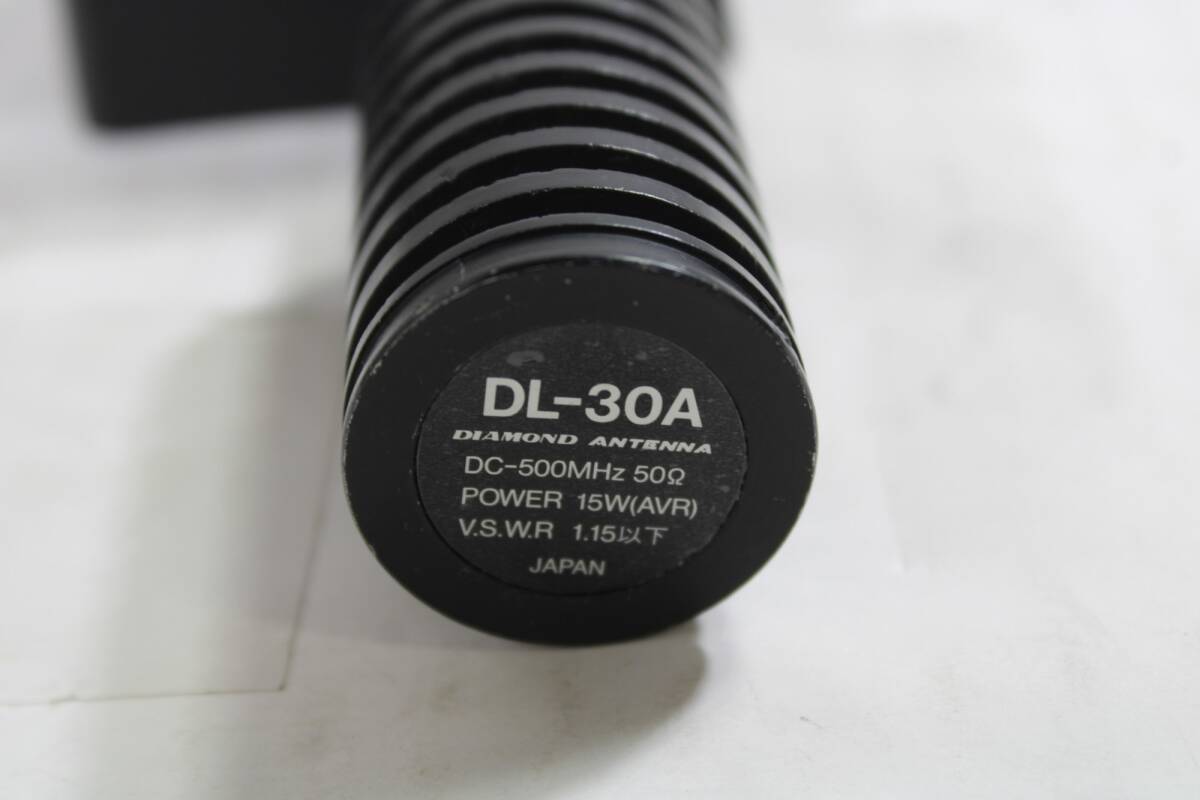 DL-30A
DIAMOND ANTENNA
DC-500MHz 50Ω
POWER 15W(AVR)
V.S.W.R 1.15以下
JAPAN